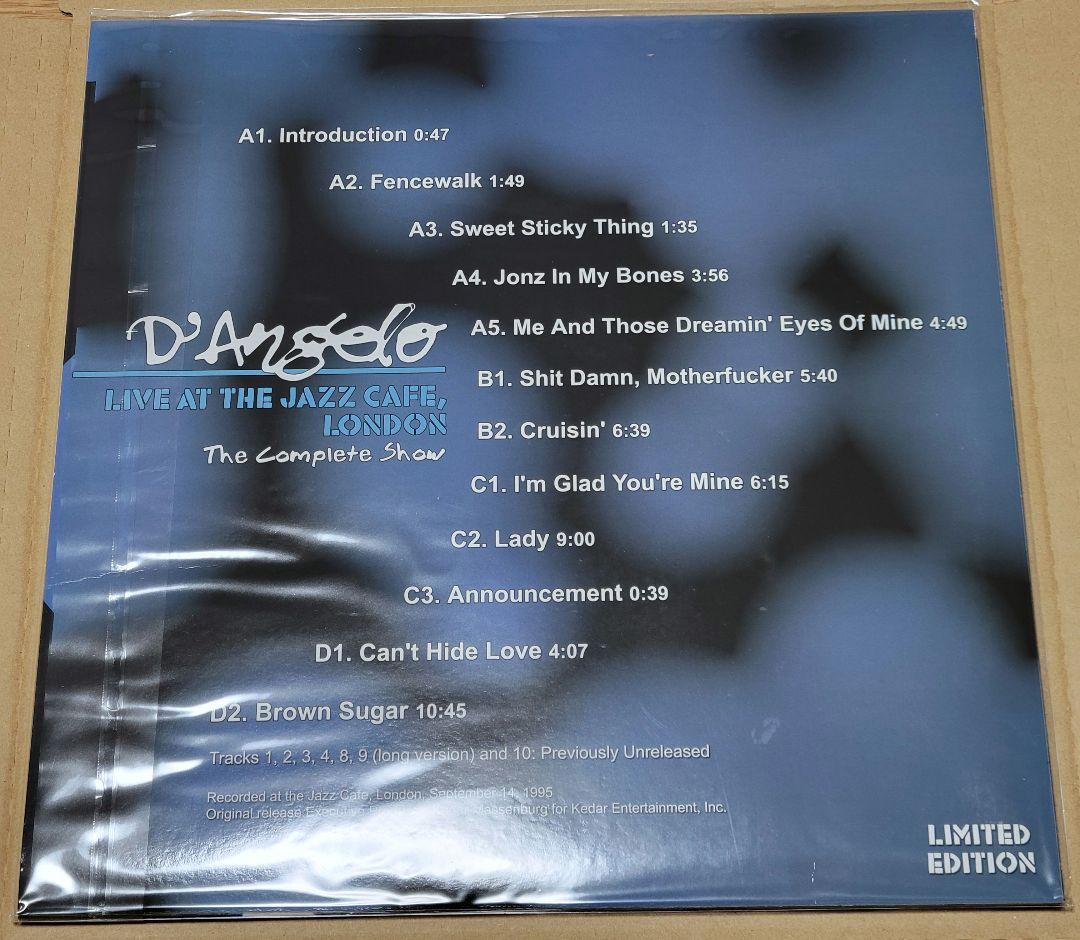 A1. Introduction 0:47
A2. Fencewalk 1:49
A3. Sweet Sticky Thing 1:35
A4. Jonz In My Bones 3:56
A5. Me And Those Dreamin' Eyes Of Mine 4:49
B1. Shit Damn, Motherfucker 5:40
B2. Cruisin' 6:39
C1. I'm Glad You're Mine 6:15
C2. Lady 9:00
C3. Announcement 0:39
D1. Can't Hide Love 4:07
D2. Brown Sugar 10:45
D'Angelo
LIVE AT THE JAZZ CAFE,
LONDON
The Complete Show
Tracks 1, 2, 3, 4, 8, 9 (long version) and 10: Previously Unreleased
Recorded at the Jazz Cafe, London, September 14, 1995
Original release Executive Massenburg for Kedar Entertainment, Inc.
LIMITED
EDITION